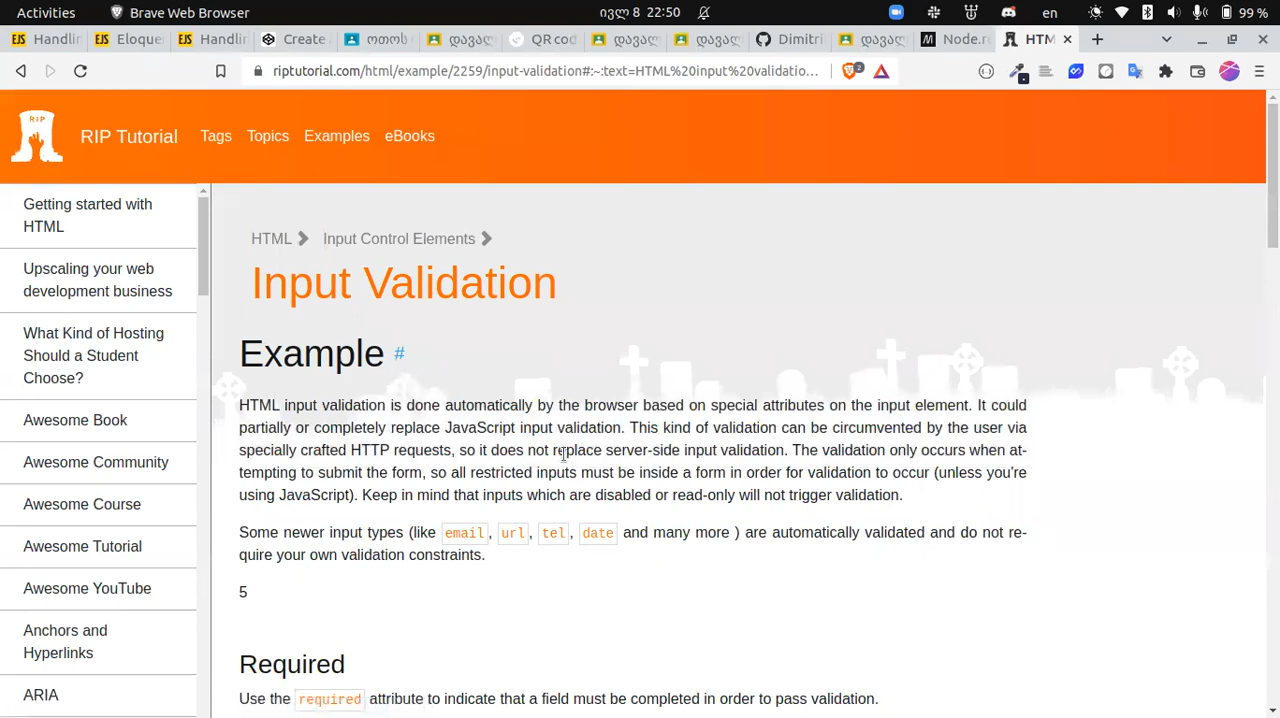 Activities
Brave Web Browser
ივლ 8 22:50
en
99 %
Handlin
Eloque
Handlin
Create
ოთოს
დავალ
QR cod
დავალ
დავალ
Dimitri
დავალ
Node.re
HTM
riptutorial.com/html/example/2259/input-validation#:~:text=HTML%20input%20validatio...
2
RIP
RIP Tutorial
Tags
Topics
Examples
eBooks
Getting started with
HTML
Upscaling your web
development business
What Kind of Hosting
Should a Student
Choose?
Awesome Book
Awesome Community
Awesome Course
Awesome Tutorial
Awesome YouTube
Anchors and
Hyperlinks
ARIA
HTML
Input Control Elements
Input Validation
Example #
HTML input validation is done automatically by the browser based on special attributes on the input element. It could
partially or completely replace JavaScript input validation. This kind of validation can be circumvented by the user via
specially crafted HTTP requests, so it does not replace server-side input validation. The validation only occurs when at-
tempting to submit the form, so all restricted inputs must be inside a form in order for validation to occur (unless you're
using JavaScript). Keep in mind that inputs which are disabled or read-only will not trigger validation.
Some newer input types (like email, url, tel, date and many more ) are automatically validated and do not re-
quire your own validation constraints.
5
Required
Use the required attribute to indicate that a field must be completed in order to pass validation.